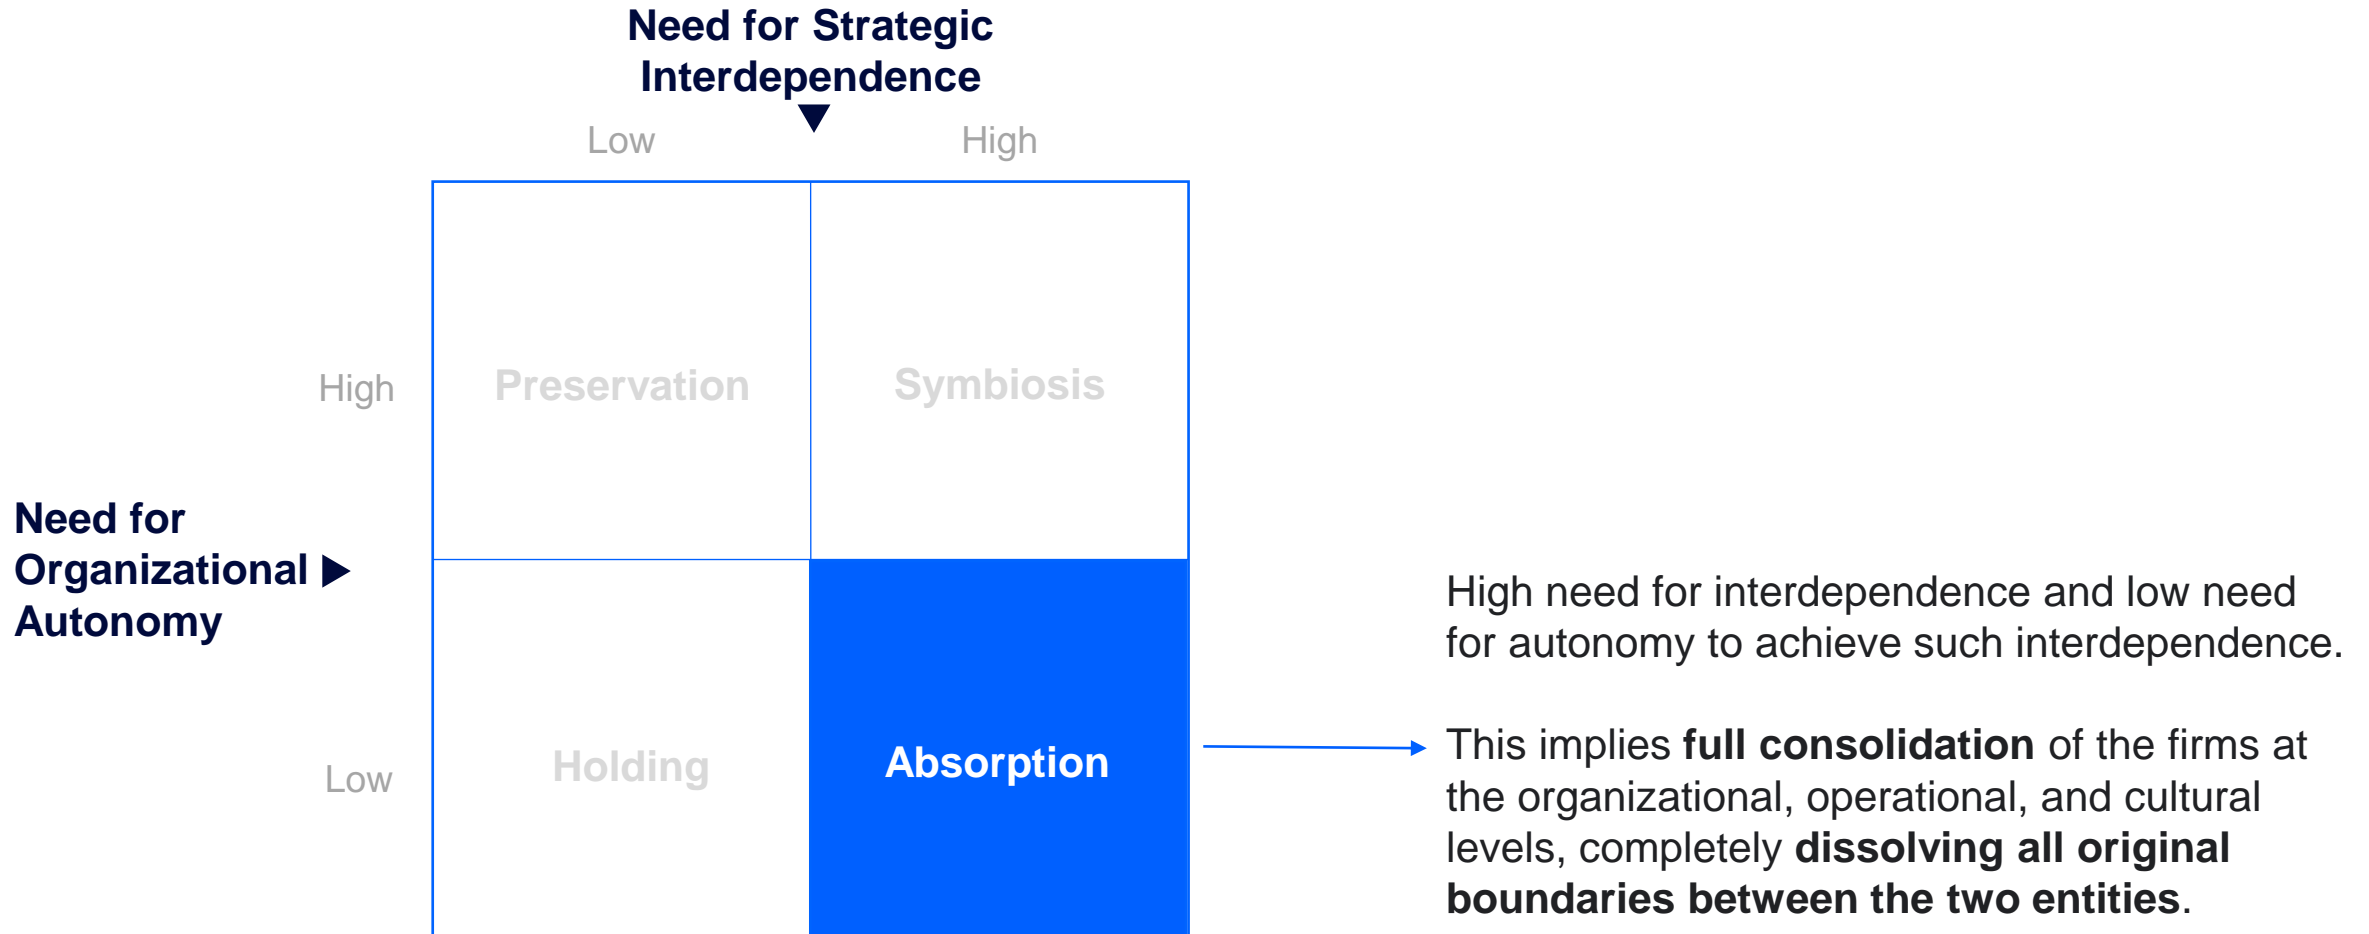 Need for Strategic
Interdependence
Low
High
High
Preservation
Symbiosis
Need for
Organizational
Autonomy
Low
Holding
Absorption
High need for interdependence and low need
for autonomy to achieve such interdependence.
This implies full consolidation of the firms at
the organizational, operational, and cultural
levels, completely dissolving all original
boundaries between the two entities.